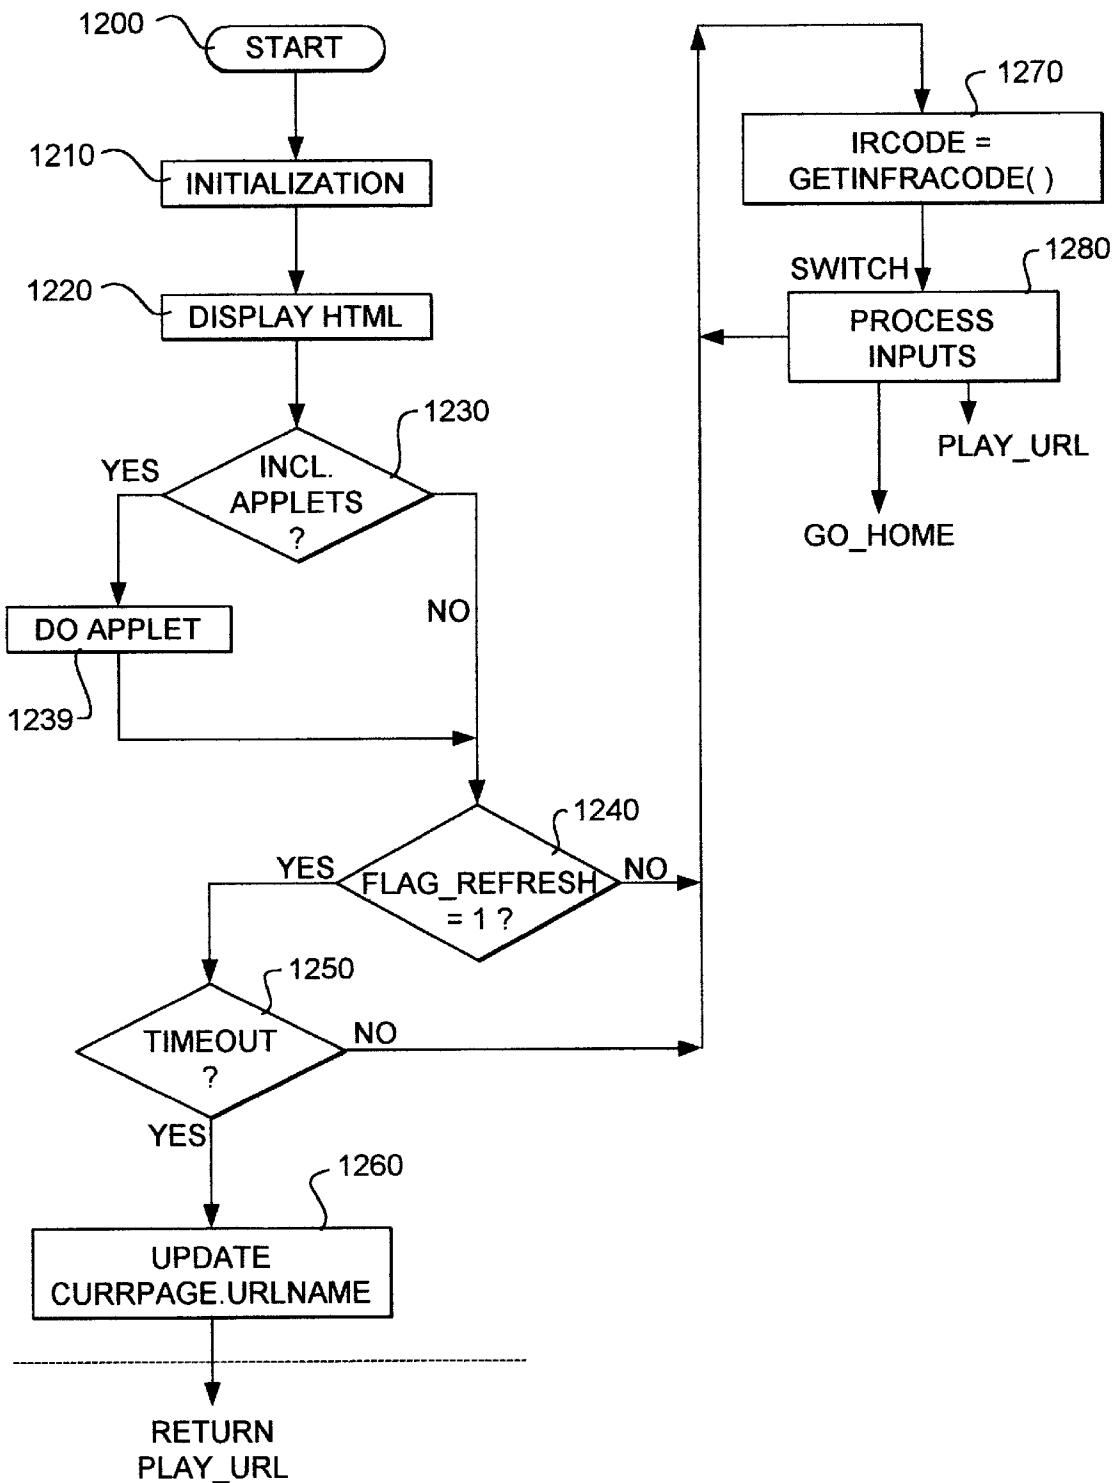 1200
START
1210
INITIALIZATION
1220
DISPLAY HTML
1230
YES
INCL.
APPLETS
?
NO
DO APPLET
1239
1240
YES
FLAG_REFRESH
= 1 ?
NO
1250
TIMEOUT
?
NO
YES
1260
UPDATE
CURRPAGE.URLNAME
RETURN
PLAY_URL
1270
IRCODE =
GETINFRACODE( )
1280
SWITCH
PROCESS
INPUTS
PLAY_URL
GO_HOME